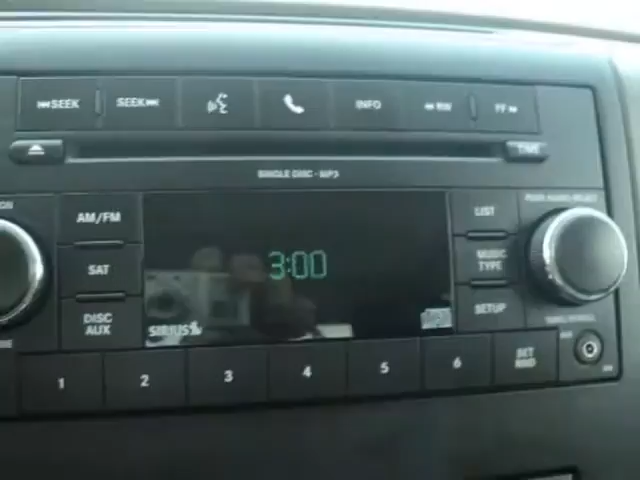 SEEK SEEK INFO RW FF
TIME
SINGLE DISC - MP3
AM/FM LIST
SAT 3:00 MUSIC TYPE
DISC AUX SETUP
SIRIUS
1 2 3 4 5 6 SET RND